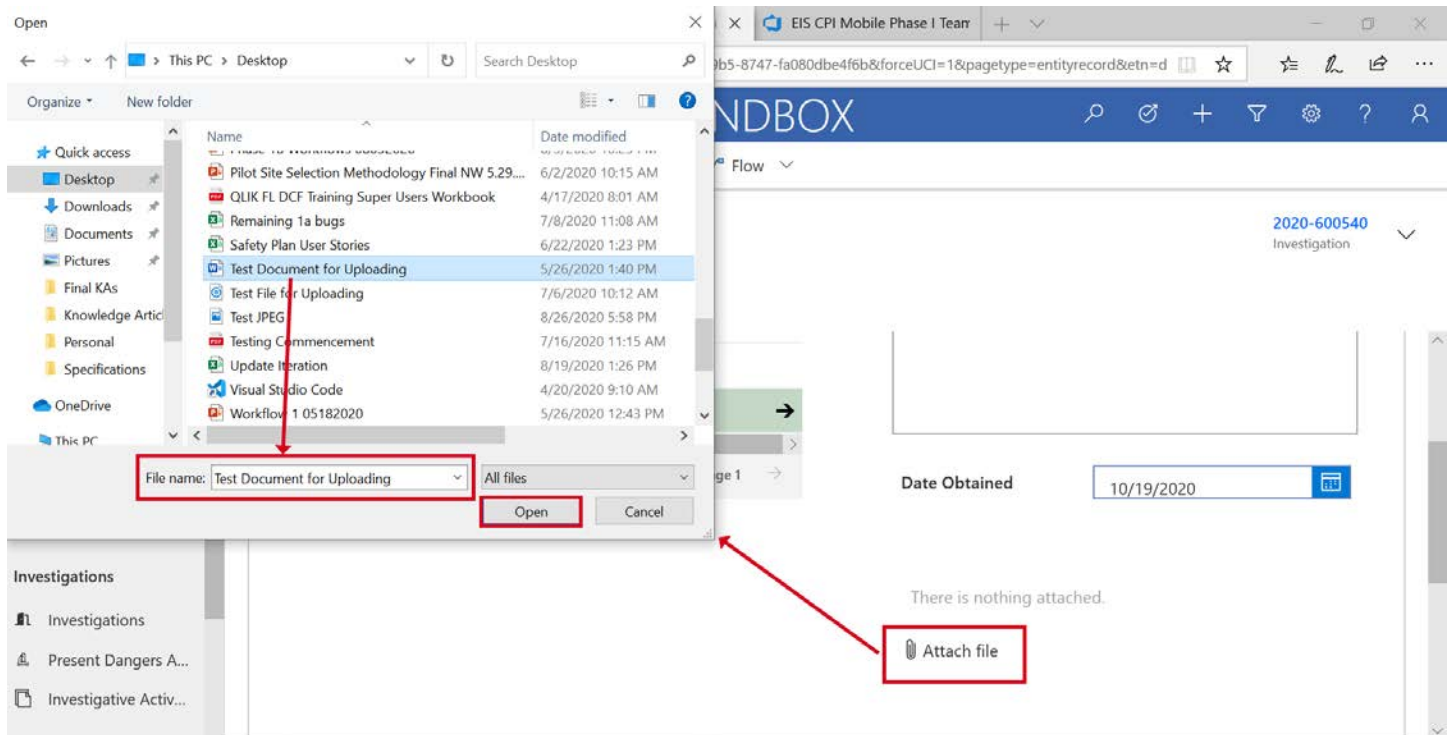 Open
EIS CPI Mobile Phase I Team
This PC > Desktop
Search Desktop
9b5-8747-fa080dbe4f6b&forceUCI=1&pagetype=entityrecord&etn=d
Organize
New folder
NDBOX
Name
Date modified
Quick access
Desktop
Downloads
Documents
Pictures
Final KAs
Knowledge Artic
Personal
Specifications
OneDrive
This PC
Pilot Site Selection Methodology Final NW 5.29.... 6/2/2020 10:15 AM
QLIK FL DCF Training Super Users Workbook 4/17/2020 8:01 AM
Remaining 1a bugs 7/8/2020 11:08 AM
Safety Plan User Stories 6/22/2020 1:23 PM
Test Document for Uploading 5/26/2020 1:40 PM
Test File for Uploading 7/6/2020 10:12 AM
Test JPEG 8/26/2020 5:58 PM
Testing Commencement 7/16/2020 11:15 AM
Update Iteration 8/19/2020 1:26 PM
Visual Studio Code 4/20/2020 9:10 AM
Workflow 1 05182020 5/26/2020 12:43 PM
File name: Test Document for Uploading
All files
Open
Cancel
Flow
2020-600540
Investigation
ge 1
Date Obtained
10/19/2020
There is nothing attached.
Attach file
Investigations
Investigations
Present Dangers A...
Investigative Activ...